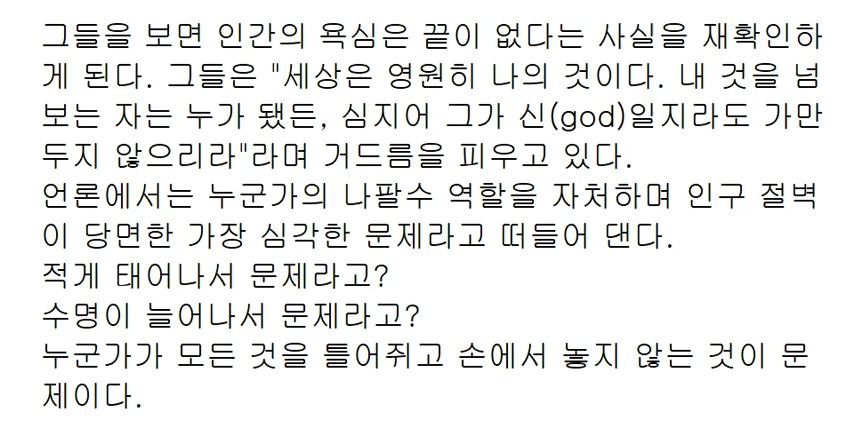 그들을 보면 인간의 욕심은 끝이 없다는 사실을 재확인하
게 된다. 그들은 "세상은 영원히 나의 것이다. 내 것을 넘
보는 자는 누가 됐든, 심지어 그가 신(god)일지라도 가만
두지 않으리라"라며 거드름을 피우고 있다.
언론에서는 누군가의 나팔수 역할을 자처하며 인구 절벽
이 당면한 가장 심각한 문제라고 떠들어 댄다.
적게 태어나서 문제라고?
수명이 늘어나서 문제라고?
누군가가 모든 것을 틀어쥐고 손에서 놓지 않는 것이 문
제이다.